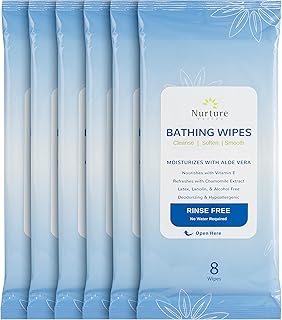 Nurture
BATHING WIPES
Cleanse | Soften | Smooth
MOISTURIZES WITH ALOE VERA
Nourishes with Vitamin E
Refreshes with Chamomile Extract
Latex, Lanolin, & Alcohol Free
Deodorizing & Hypoallergenic
RINSE FREE
No Water Required
Open Here
8
Wipes